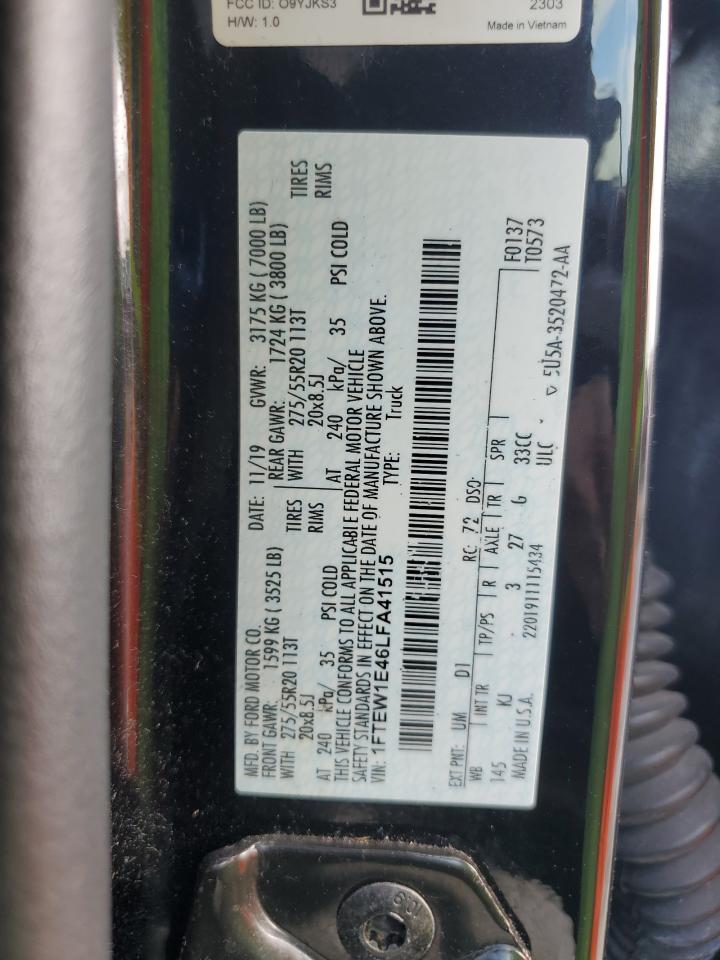 FCC ID: O9YJKS3
H/W: 1.0
2303
Made in Vietnam
MFD. BY FORD MOTOR CO.
DATE: 11/19 GVWR: 3175 KG ( 7000 LB)
FRONT GAWR: 1599 KG ( 3525 LB) REAR GAWR: 1724 KG ( 3800 LB)
WITH 275/55R20 113T TIRES WITH 275/55R20 113T TIRES
20x8.5J RIMS 20x8.5J RIMS
AT 240 kPa/ 35 PSI COLD AT 240 kPa/ 35 PSI COLD
THIS VEHICLE CONFORMS TO ALL APPLICABLE FEDERAL MOTOR VEHICLE
SAFETY STANDARDS IN EFFECT ON THE DATE OF MANUFACTURE SHOWN ABOVE.
VIN: 1FTEW1E46LFA41515 TYPE: Truck
EXT PNT: UM D1 RC: 72 DSO: F0137
WB INT TR TP/PS R AXLE TR SPR T0573
145 KJ 3 27 6 33CC
MADE IN U.S.A. 2201911115434 ULC 5U5A-3520472-AA